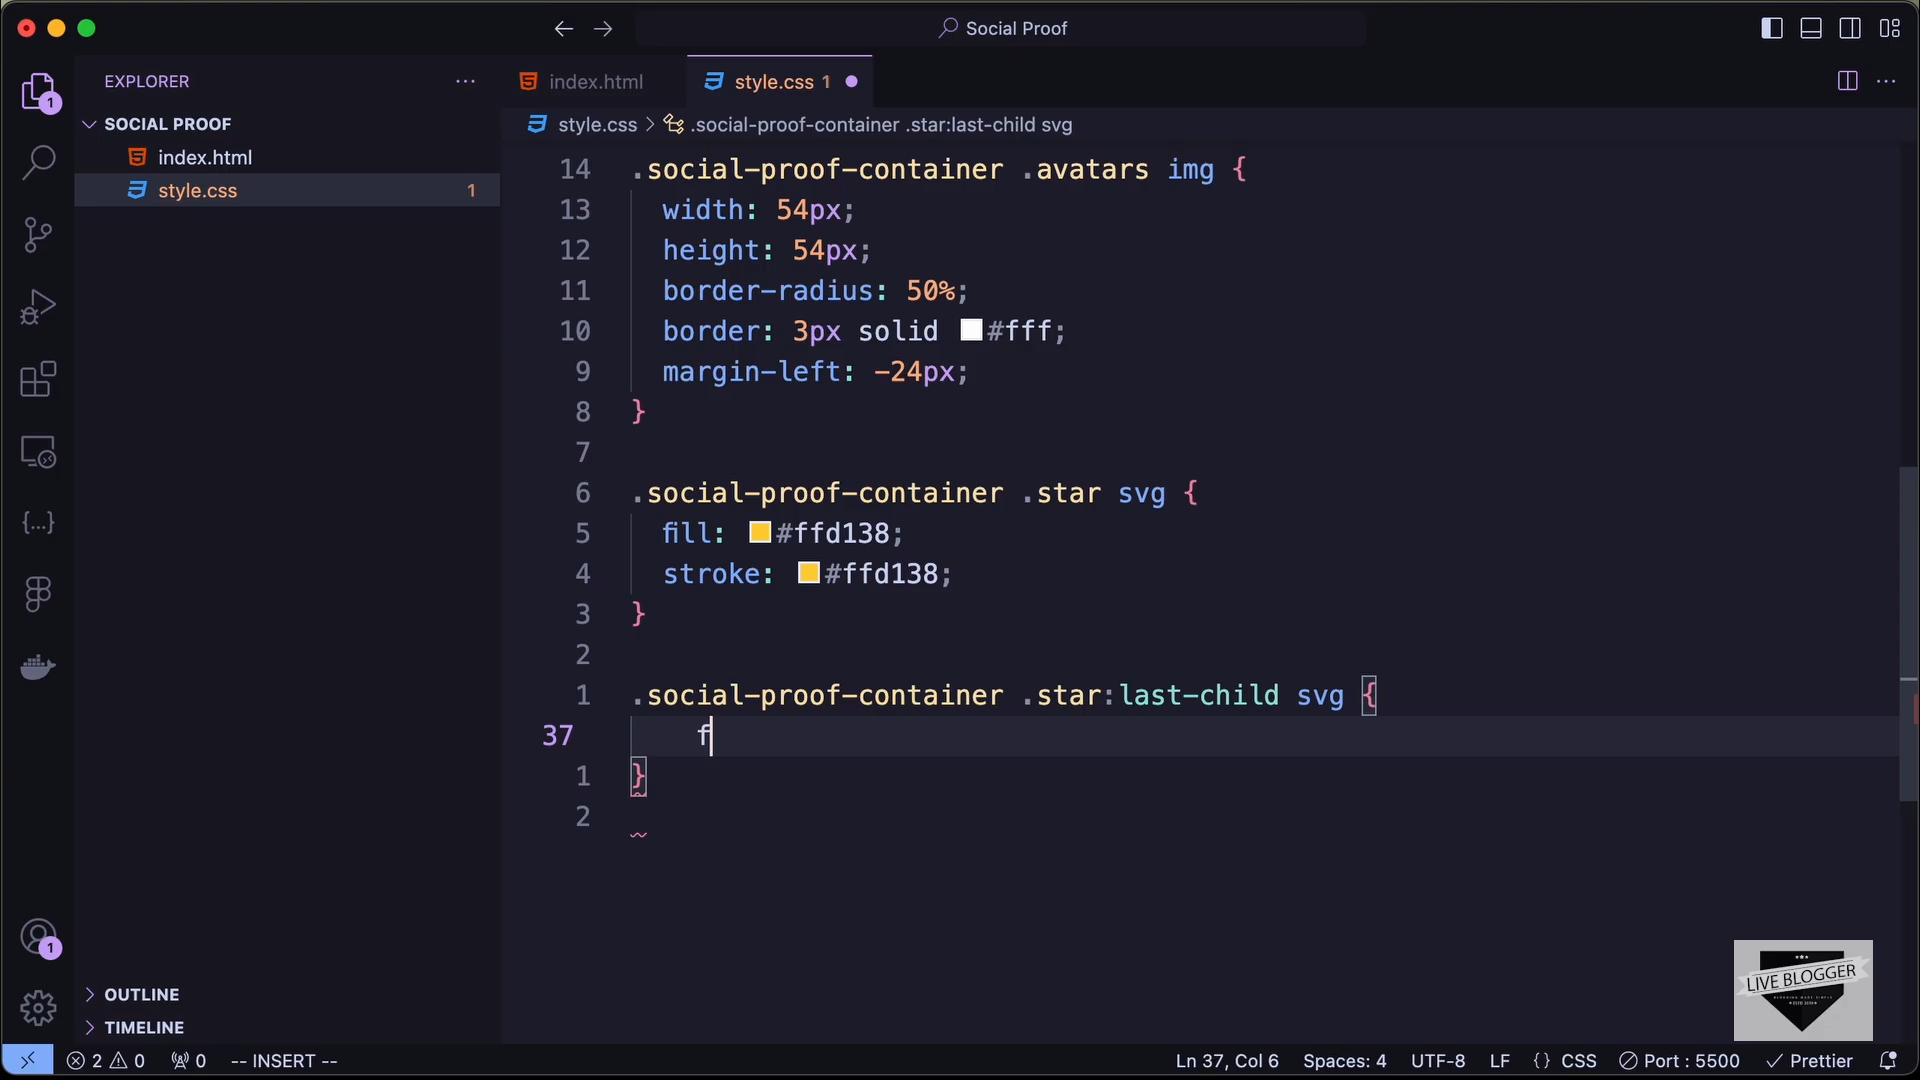 Social Proof
EXPLORER
SOCIAL PROOF
index.html
style.css 1
1
index.html
style.css 1
style.css > .social-proof-container .star:last-child svg
14 .social-proof-container .avatars img {
13 width: 54px;
12 height: 54px;
11 border-radius: 50%;
10 border: 3px solid #fff;
9 margin-left: -24px;
8 }
7
6 .social-proof-container .star svg {
5 fill: #ffd138;
4 stroke: #ffd138;
3 }
2
1 .social-proof-container .star:last-child svg {
37 f
1 }
2
1
OUTLINE
TIMELINE
LIVE BLOGGER
2 0 0 -- INSERT -- Ln 37, Col 6 Spaces: 4 UTF-8 LF {} CSS Port : 5500 Prettier